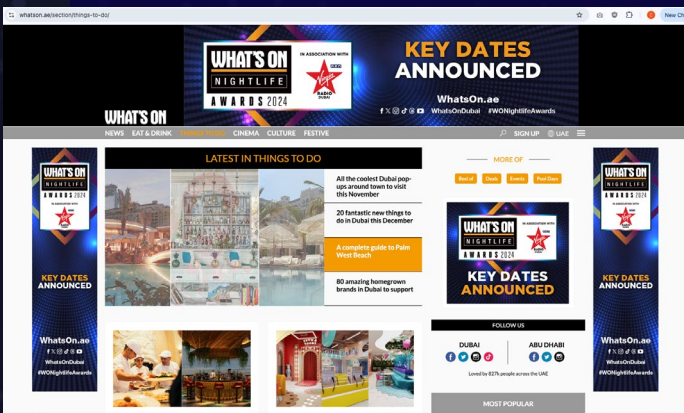 whatson.ae/section/things-to-do/
New Ch
WHAT'S ON
NIGHTLIFE
AWARDS 2024
IN ASSOCIATION WITH
Virgin
RADIO
DUBAI
KEY DATES
ANNOUNCED
WhatsOn.ae
WhatsOnDubai #WONightlifeAwards
WHAT'S ON
NEWS EAT & DRINK THINGS TO DO CINEMA CULTURE FESTIVE
SIGN UP UAE
WHAT'S ON
NIGHTLIFE
AWARDS 2024
KEY DATES
ANNOUNCED
WhatsOn.ae
WhatsOnDubai
#WONightlifeAwards
LATEST IN THINGS TO DO
All the coolest Dubai pop-
ups around town to visit
this November
20 fantastic new things to
do in Dubai this December
A complete guide to Palm
West Beach
80 amazing homegrown
brands in Dubai to support
MORE OF
Best of Deals Events Pool Days
WHAT'S ON
NIGHTLIFE
AWARDS 2024
KEY DATES
ANNOUNCED
FOLLOW US
DUBAI ABU DHABI
Loved by 827k people across the UAE
MOST POPULAR
WHAT'S ON
NIGHTLIFE
AWARDS 2024
KEY DATES
ANNOUNCED
WhatsOn.ae
WhatsOnDubai
#WONightlifeAwards